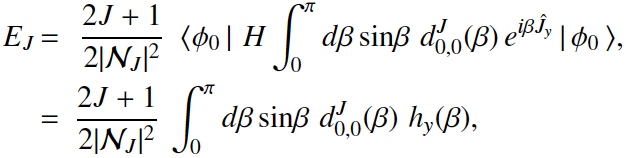 E_J = \frac{2J+1}{2|\mathcal{N}_J|^2} \langle \phi_0 | H \int_0^\pi d\beta \sin\beta \, d^J_{0,0}(\beta) \, e^{i\beta \hat{J}_y} | \phi_0 \rangle,
= \frac{2J+1}{2|\mathcal{N}_J|^2} \int_0^\pi d\beta \sin\beta \, d^J_{0,0}(\beta) \, h_y(\beta),